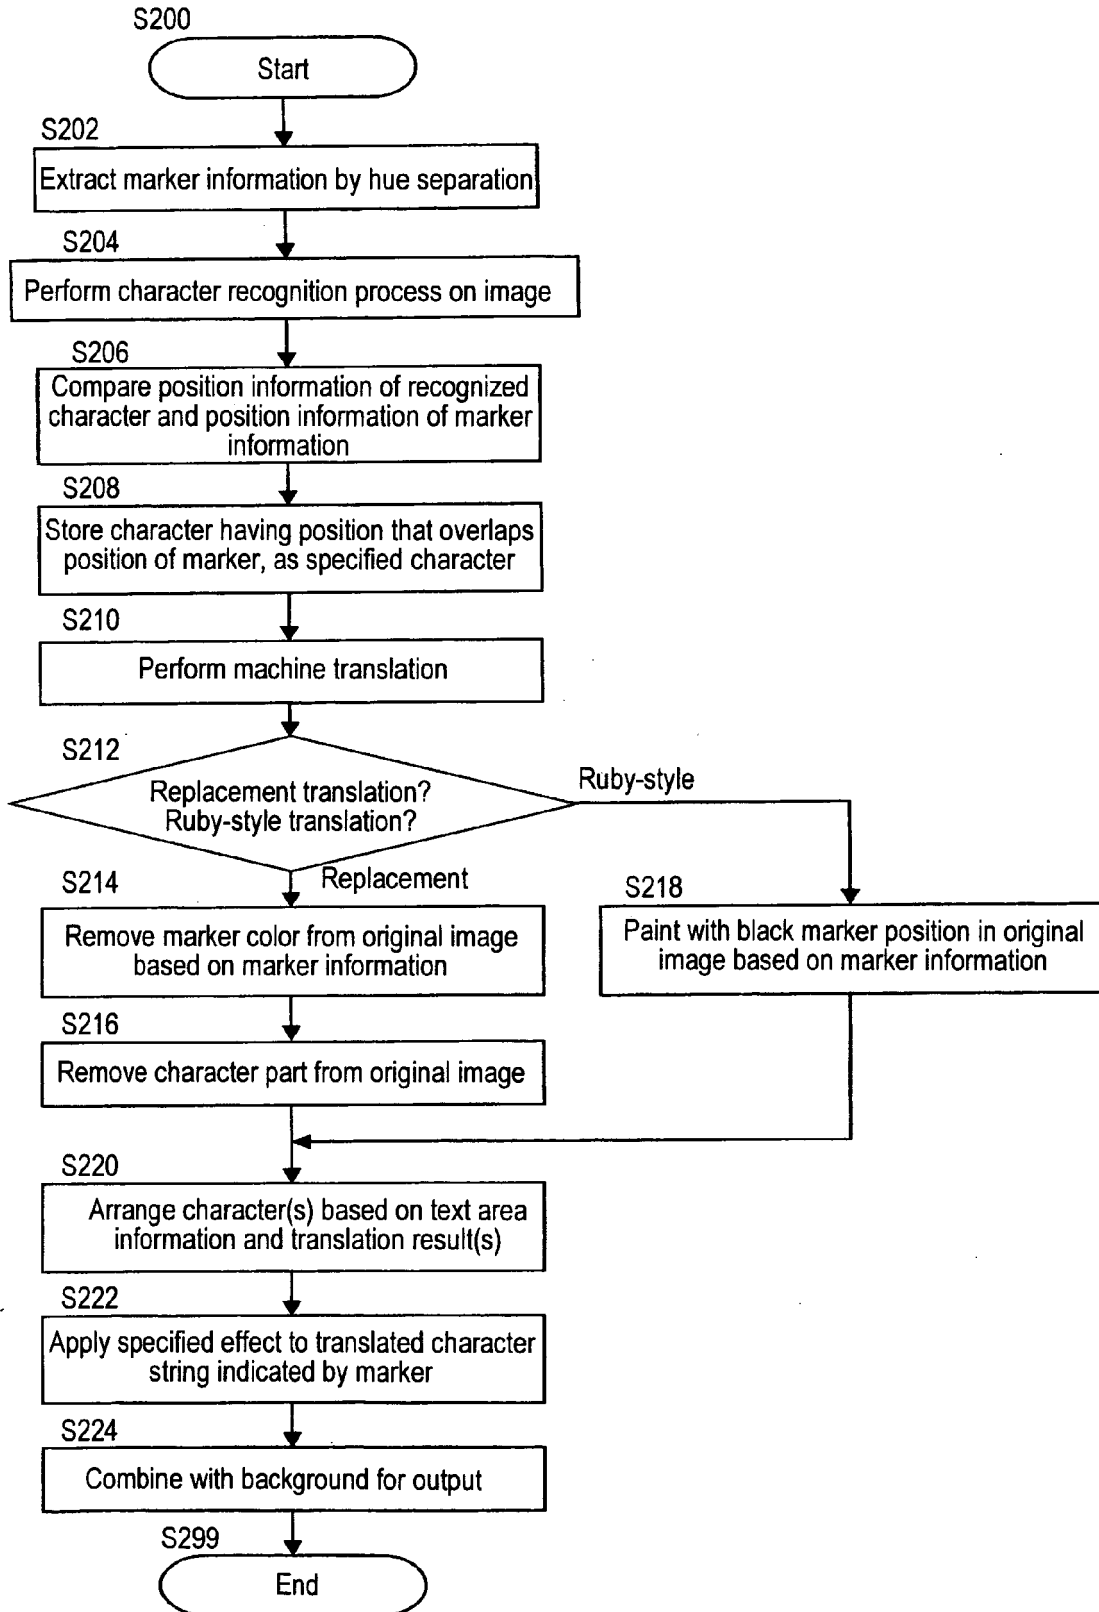 S200
Start
S202
Extract marker information by hue separation
S204
Perform character recognition process on image
S206
Compare position information of recognized
character and position information of marker
information
S208
Store character having position that overlaps
position of marker, as specified character
S210
Perform machine translation
S212
Replacement translation?
Ruby-style translation?
Ruby-style
Replacement
S214
Remove marker color from original image
based on marker information
S218
Paint with black marker position in original
image based on marker information
S216
Remove character part from original image
S220
Arrange character(s) based on text area
information and translation result(s)
S222
Apply specified effect to translated character
string indicated by marker
S224
Combine with background for output
S299
End